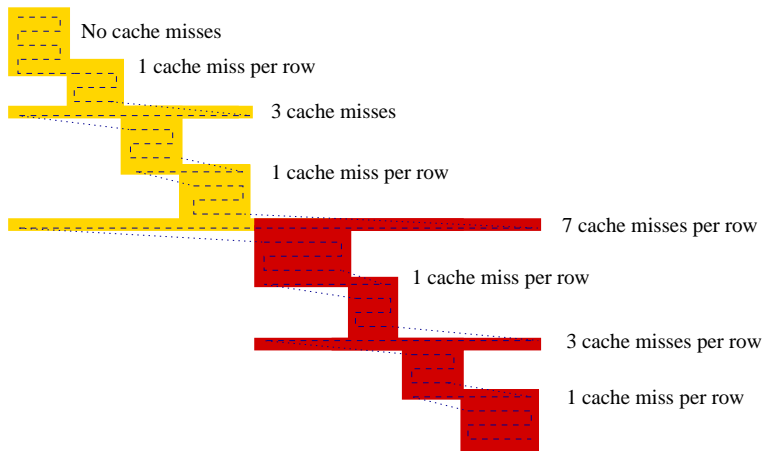 No cache misses
1 cache miss per row
3 cache misses
1 cache miss per row
7 cache misses per row
1 cache miss per row
3 cache misses per row
1 cache miss per row